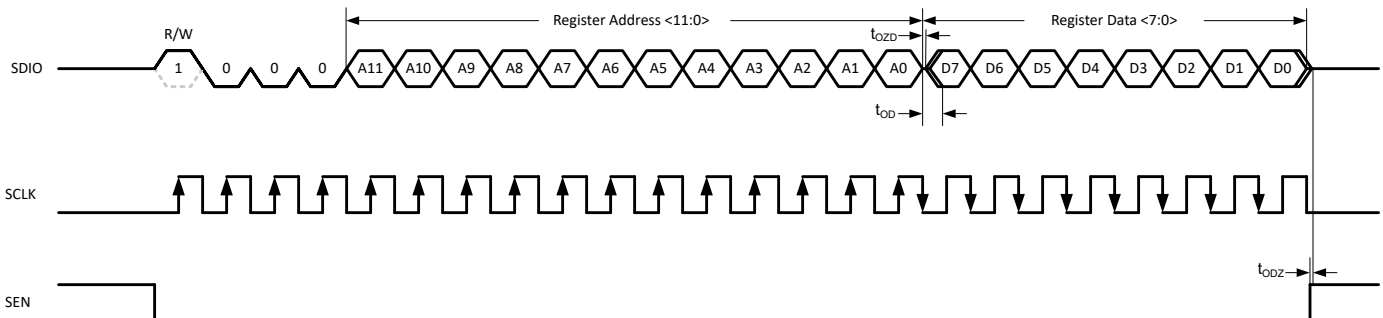 Register Address <11:0>
Register Data <7:0>
R/W
tOZD
SDIO
1 0 0 0 A11 A10 A9 A8 A7 A6 A5 A4 A3 A2 A1 A0 D7 D6 D5 D4 D3 D2 D1 D0
tOD
SCLK
tODZ
SEN